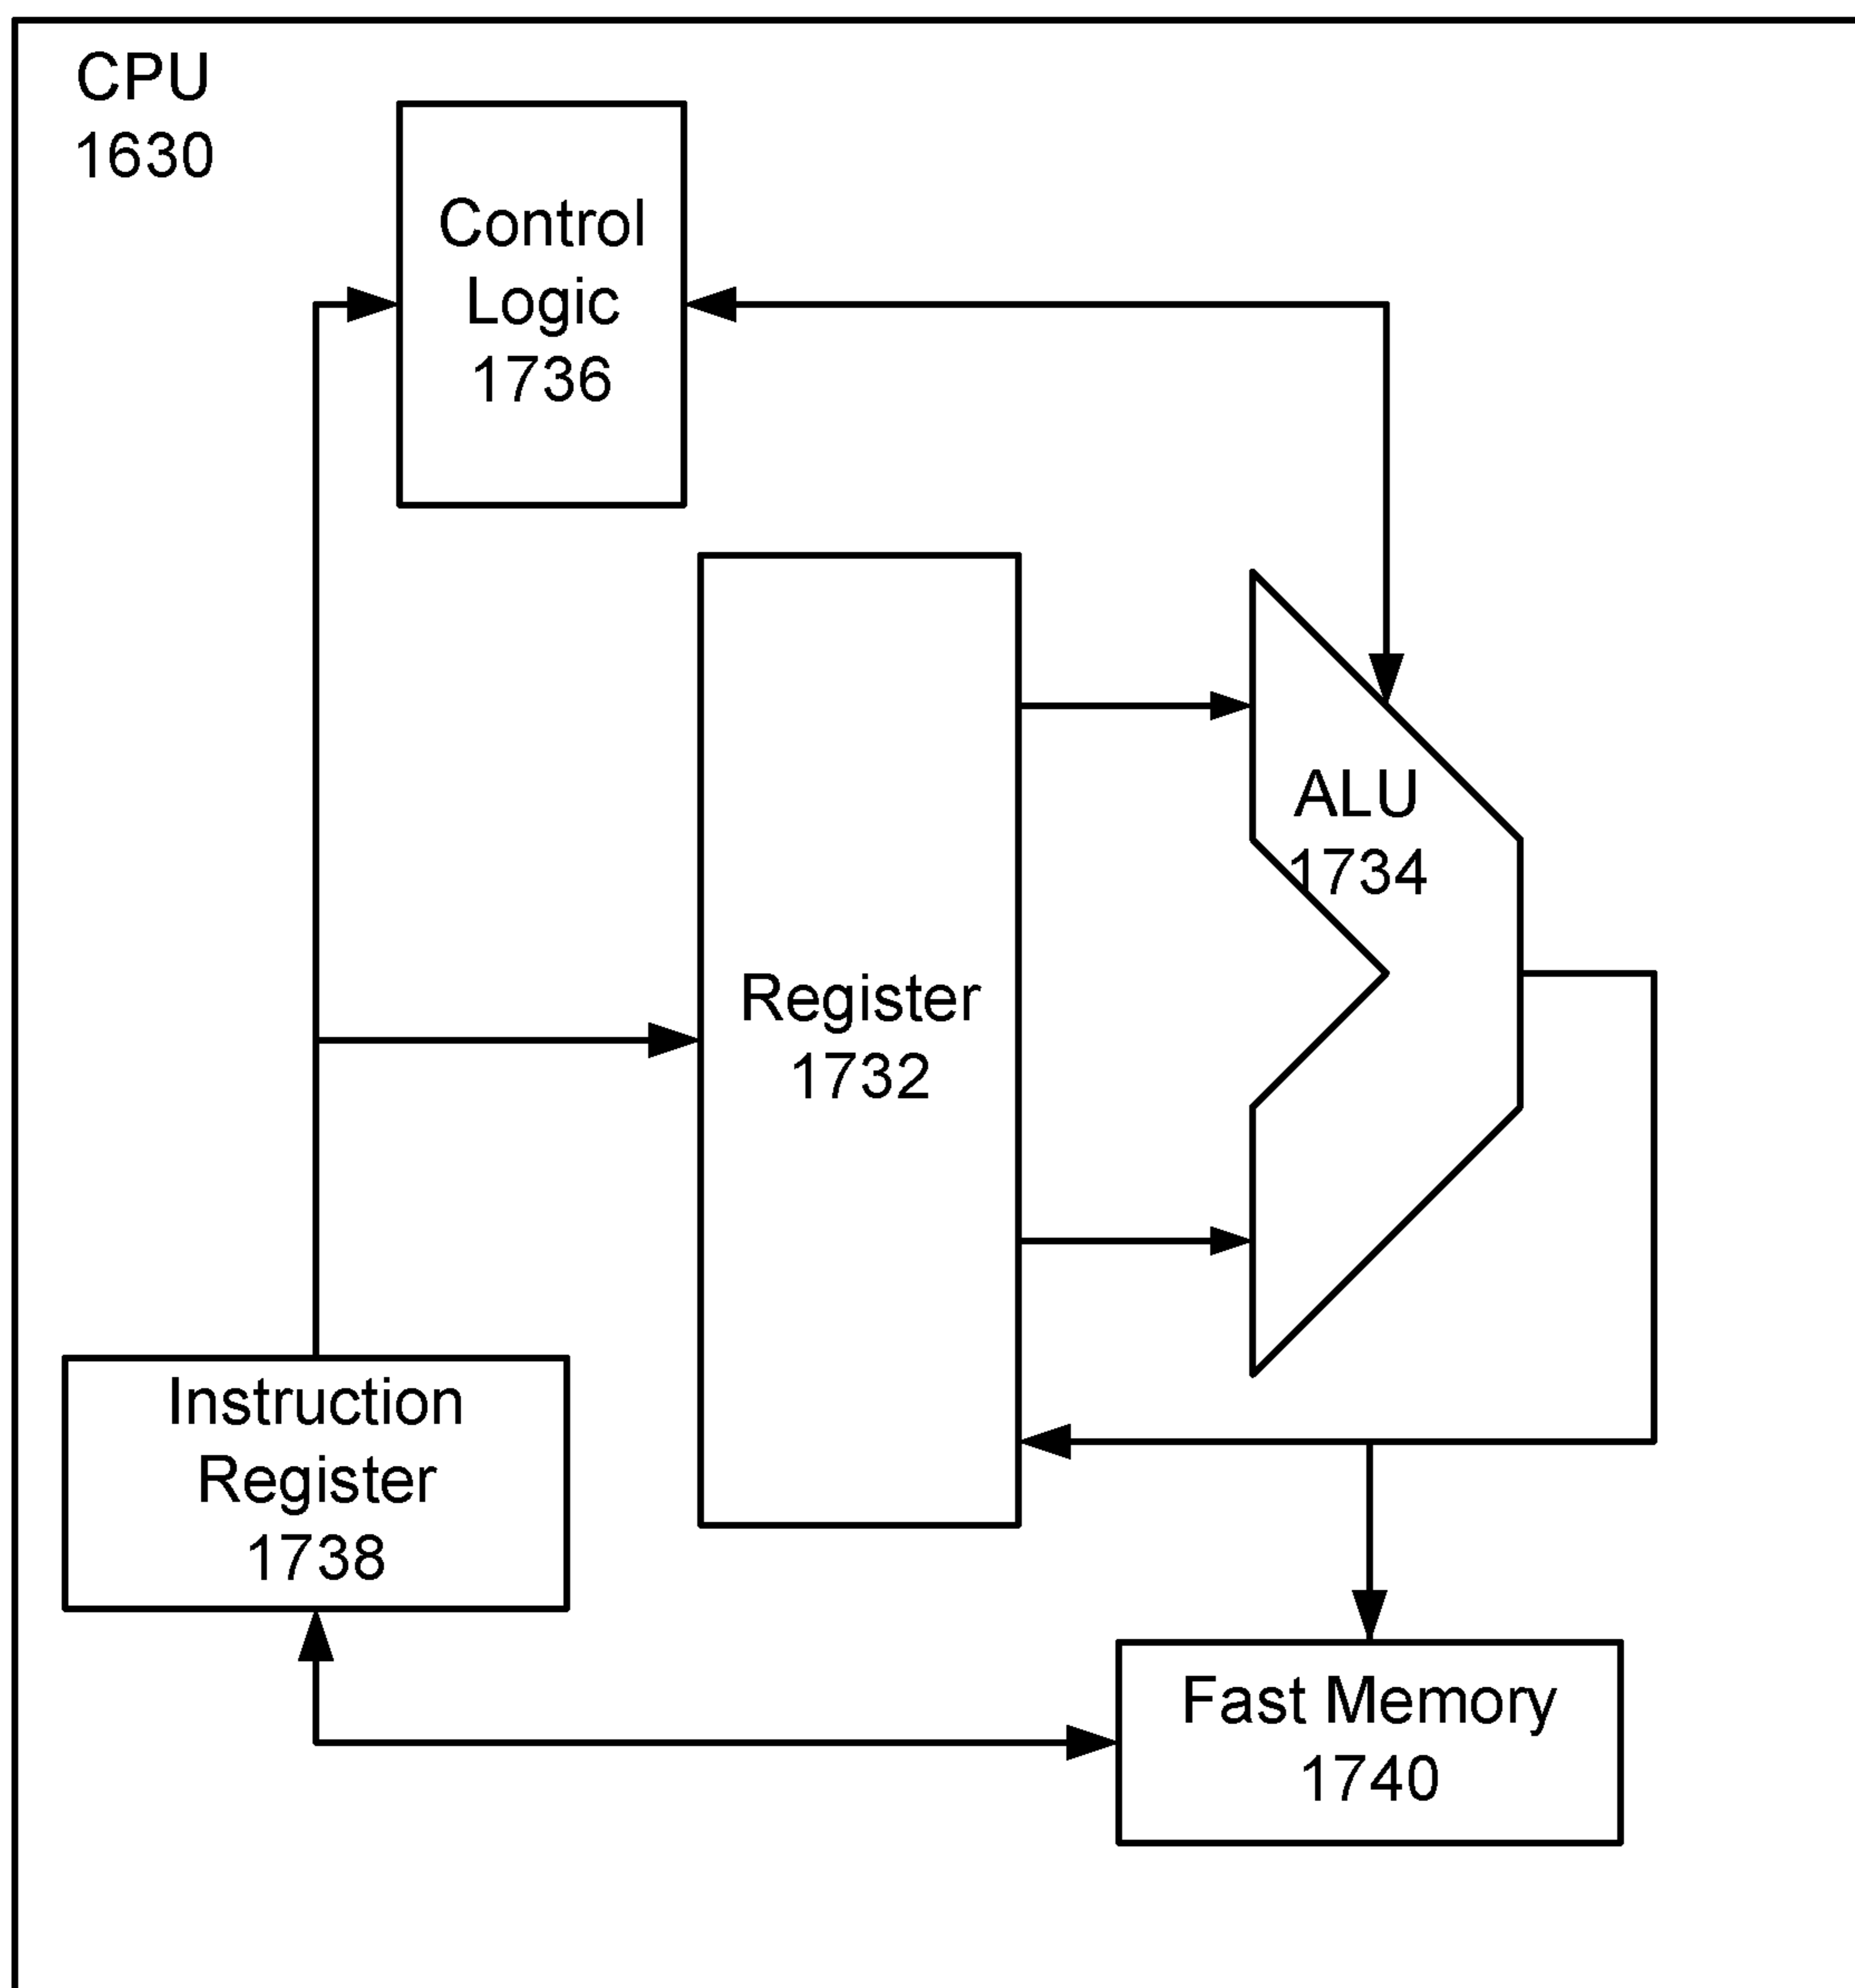 CPU
1630
Control
Logic
1736
ALU
1734
Register
1732
Instruction
Register
1738
Fast Memory
1740